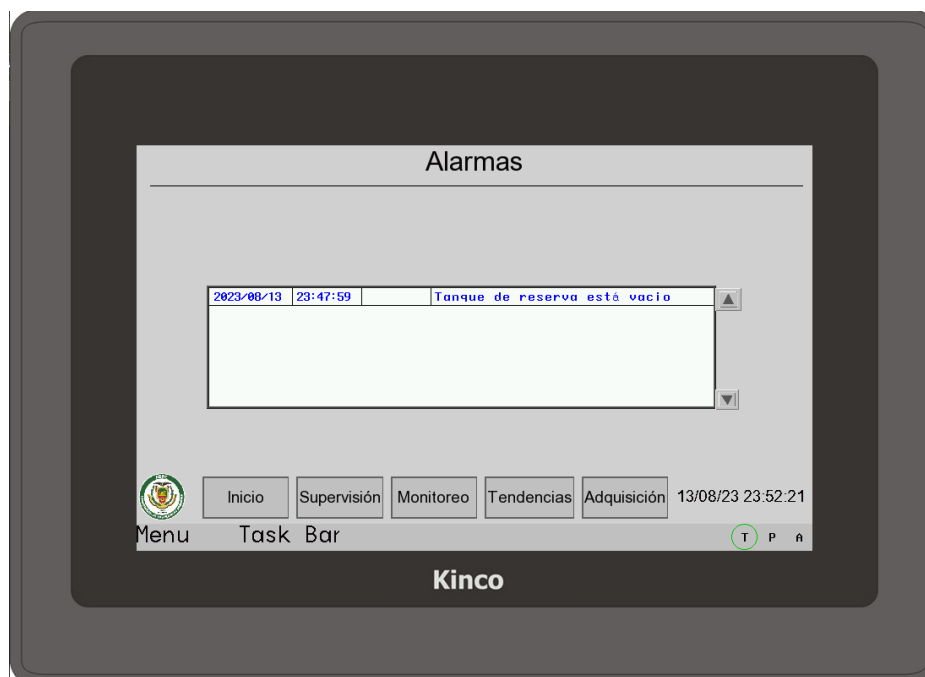 Alarmas
2023/08/13 23:47:59 Tanque de reserva está vacio
Inicio Supervisión Monitoreo Tendencias Adquisición 13/08/23 23:52:21
Menu Task Bar T P A
Kinco